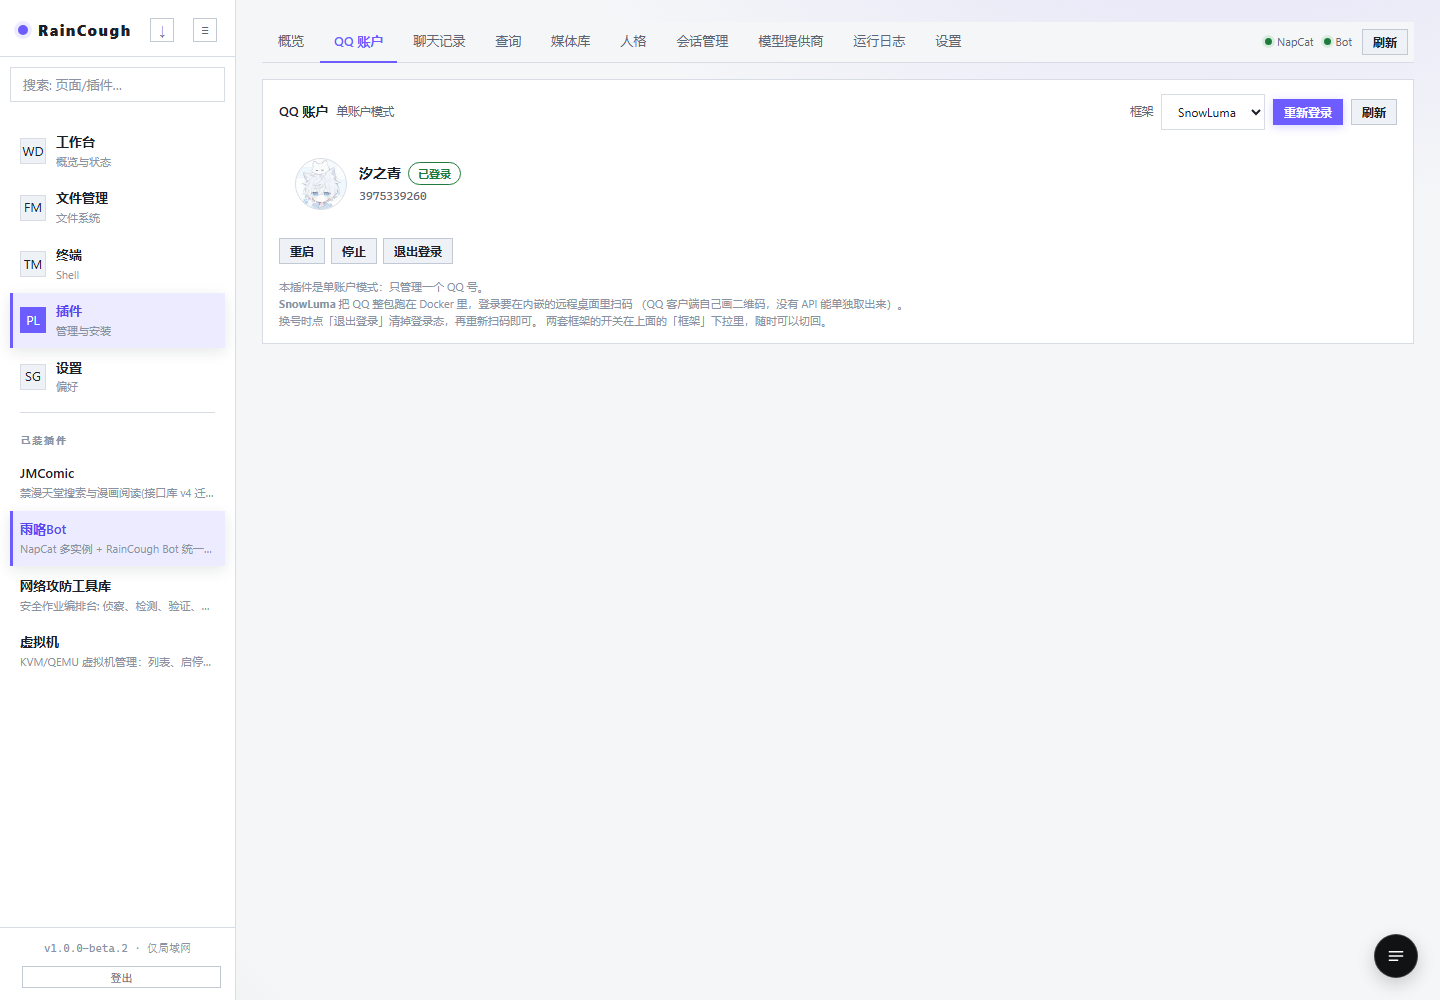 RainCough
↓
≡
搜索: 页面/插件...
WD
工作台
概览与状态
FM
文件管理
文件系统
TM
终端
Shell
PL
插件
管理与安装
SG
设置
偏好
已装插件
JMComic
禁漫天堂搜索与漫画阅读(接口库 v4 迁...
雨咯Bot
NapCat 多实例 + RainCough Bot 统一...
网络攻防工具库
安全作业编排台: 侦察、检测、验证、...
虚拟机
KVM/QEMU 虚拟机管理：列表、启停...
v1.0.0-beta.2 · 仅局域网
登出
概览
QQ 账户
聊天记录
查询
媒体库
人格
会话管理
模型提供商
运行日志
设置
NapCat
Bot
刷新
QQ 账户 单账户模式
框架
SnowLuma
重新登录
刷新
汐之青
已登录
3975339260
重启
停止
退出登录
本插件是单账户模式：只管理一个 QQ 号。
SnowLuma 把 QQ 整包跑在 Docker 里，登录要在内嵌的远程桌面里扫码 （QQ 客户端自己画二维码，没有 API 能单独取出来）。
换号时点「退出登录」清掉登录态，再重新扫码即可。 两套框架的开关在上面的「框架」下拉里，随时可以切回。